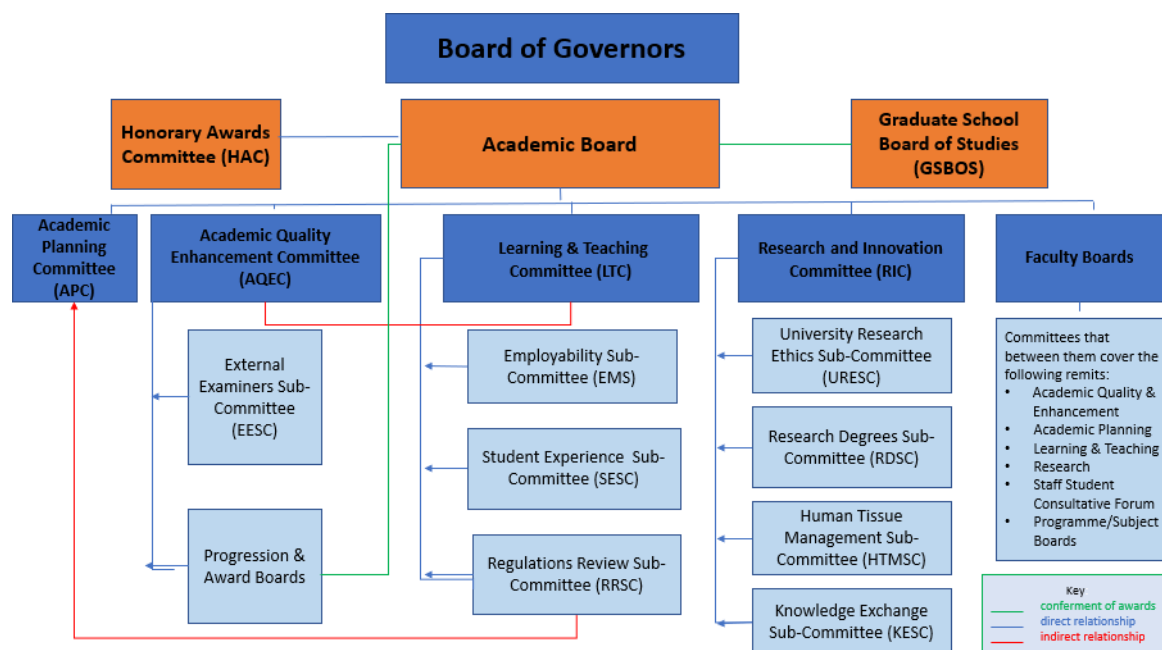 Board of Governors
Honorary Awards
Committee (HAC)
Academic Board
Graduate School
Board of Studies
(GSBOS)
Academic
Planning
Committee
(APC)
Academic Quality
Enhancement Committee
(AQEC)
Learning & Teaching
Committee (LTC)
Research and Innovation
Committee (RIC)
Faculty Boards
External
Examiners Sub-
Committee
(EESC)
Progression &
Award Boards
Employability Sub-
Committee (EMS)
Student Experience Sub-
Committee (SESC)
Regulations Review Sub-
Committee (RRSC)
University Research
Ethics Sub-Committee
(URESC)
Research Degrees Sub-
Committee (RDSC)
Human Tissue
Management Sub-
Committee (HTMSC)
Knowledge Exchange
Sub-Committee (KESC)
Committees that
between them cover the
following remits:
• Academic Quality &
Enhancement
• Academic Planning
• Learning & Teaching
• Research
• Staff Student
Consultative Forum
• Programme/Subject
Boards
Key
conferment of awards
direct relationship
indirect relationship